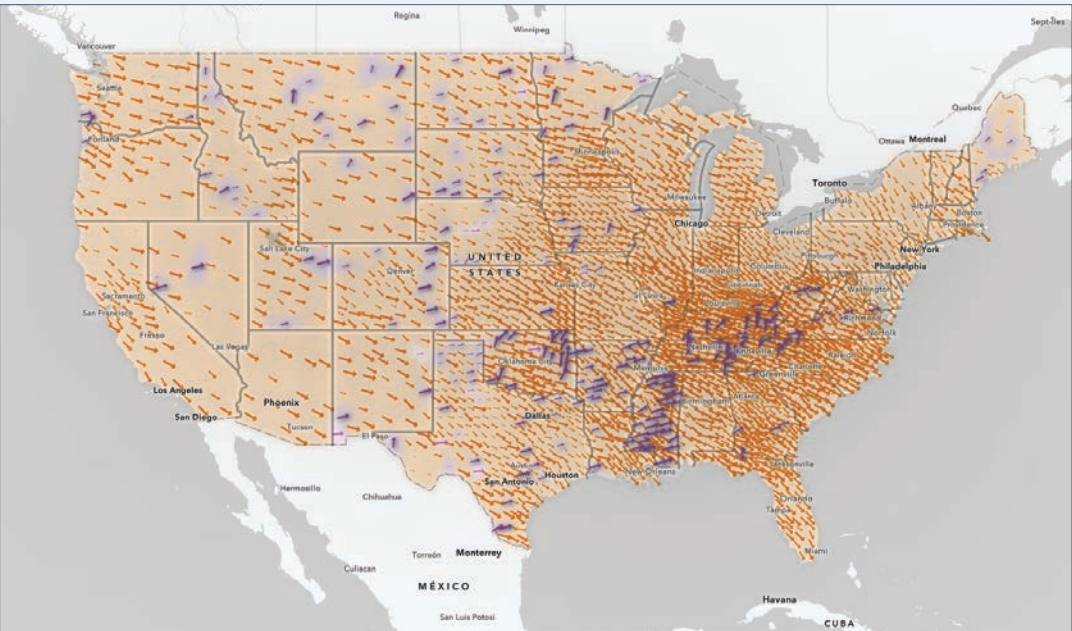 Regina
Sept-Îles
Winnipeg
Vancouver
Seattle
Quebec
Portland
Ottawa
Montreal
Minneapolis
Toronto
Buffalo
Milwaukee
Albany
Detroit
Boston
Chicago
Providence
Cleveland
Salt Lake City
New York
UNITED
Pittsburgh
Denver
Indianapolis
Columbus
Philadelphia
STATES
Kansas City
Cincinnati
Washington
Sacramento
St Louis
Louisville
San Francisco
Richmond
Norfolk
Fresno
Las Vegas
Nashville
Knoxville
Raleigh
Oklahoma City
Memphis
Charlotte
Greenville
Los Angeles
Phoenix
Atlanta
Birmingham
San Diego
Dallas
Tucson
El Paso
Austin
Jacksonville
Houston
New Orleans
San Antonio
Hermosillo
Chihuahua
Orlando
Tampa
Miami
Torreón
Monterrey
Culiacan
MÉXICO
Havana
San Luis Potosi
CUBA